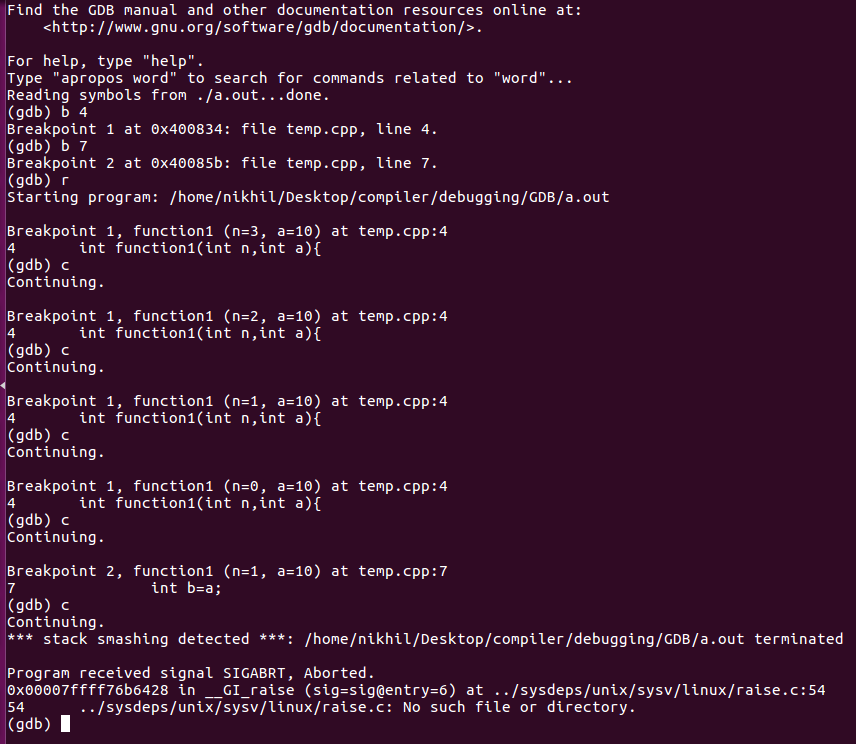 Find the GDB manual and other documentation resources online at:
    <http://www.gnu.org/software/gdb/documentation/>.

For help, type "help".
Type "apropos word" to search for commands related to "word"...
Reading symbols from ./a.out...done.
(gdb) b 4
Breakpoint 1 at 0x400834: file temp.cpp, line 4.
(gdb) b 7
Breakpoint 2 at 0x40085b: file temp.cpp, line 7.
(gdb) r
Starting program: /home/nikhil/Desktop/compiler/debugging/GDB/a.out

Breakpoint 1, function1 (n=3, a=10) at temp.cpp:4
4       int function1(int n,int a){
(gdb) c
Continuing.

Breakpoint 1, function1 (n=2, a=10) at temp.cpp:4
4       int function1(int n,int a){
(gdb) c
Continuing.

Breakpoint 1, function1 (n=1, a=10) at temp.cpp:4
4       int function1(int n,int a){
(gdb) c
Continuing.

Breakpoint 1, function1 (n=0, a=10) at temp.cpp:4
4       int function1(int n,int a){
(gdb) c
Continuing.

Breakpoint 2, function1 (n=1, a=10) at temp.cpp:7
7               int b=a;
(gdb) c
Continuing.
*** stack smashing detected ***: /home/nikhil/Desktop/compiler/debugging/GDB/a.out terminated

Program received signal SIGABRT, Aborted.
0x00007ffff76b6428 in __GI_raise (sig=sig@entry=6) at ../sysdeps/unix/sysv/linux/raise.c:54
54      ../sysdeps/unix/sysv/linux/raise.c: No such file or directory.
(gdb)